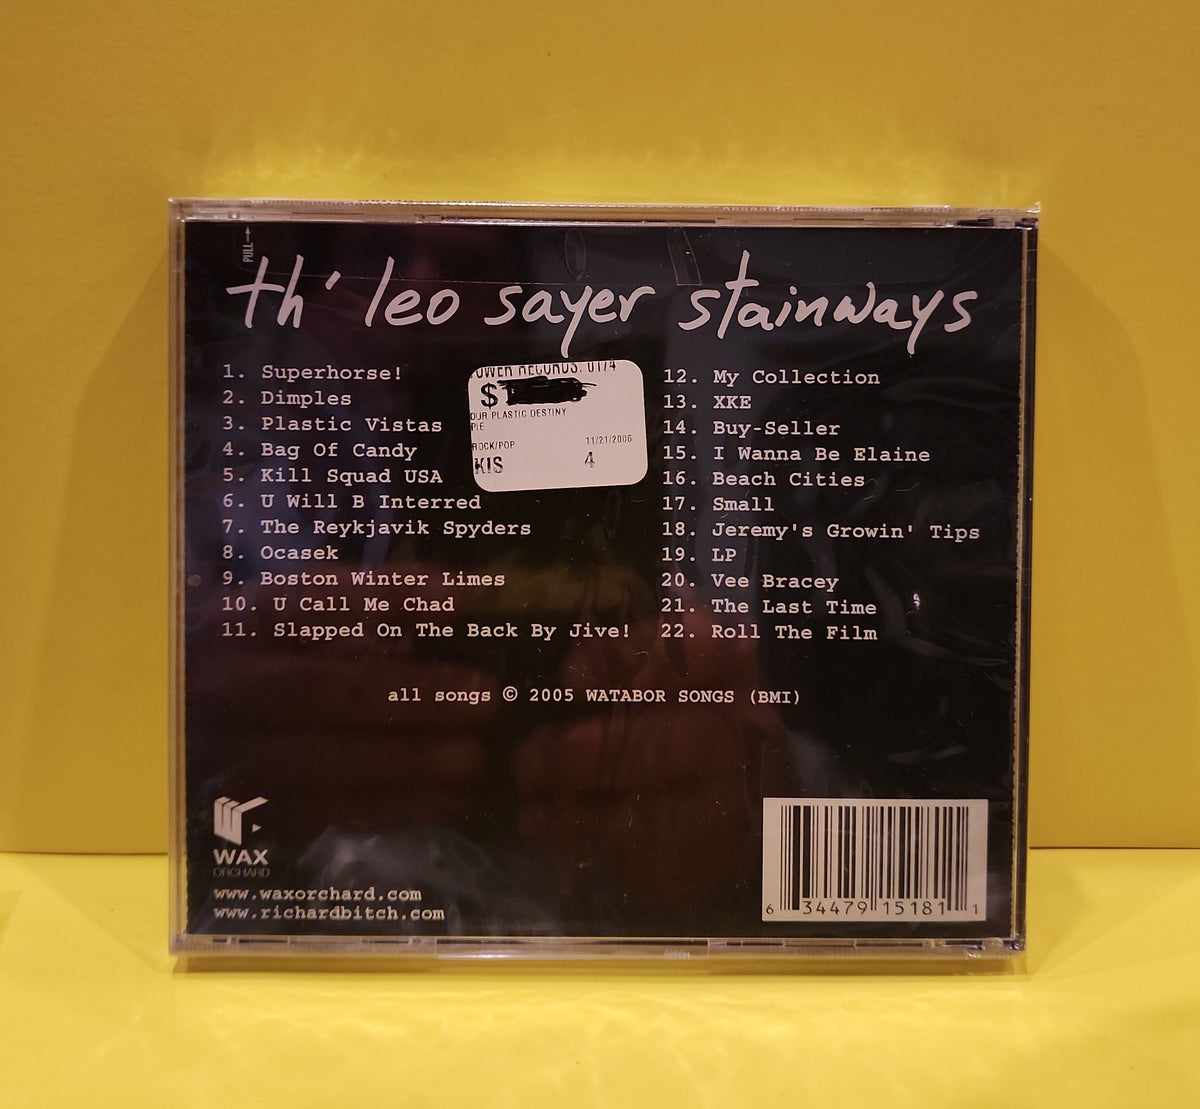 PULL
th' leo sayer stainways
1. Superhorse!
2. Dimples
3. Plastic Vistas
4. Bag Of Candy
5. Kill Squad USA
6. U Will B Interred
7. The Reykjavik Spyders
8. Ocasek
9. Boston Winter Limes
10. U Call Me Chad
11. Slapped On The Back By Jive!
OWER RECORDS. 0174
$
OUR PLASTIC DESTINY
PIE
ROCK/POP 11/21/2006
KIS 4
12. My Collection
13. XKE
14. Buy-Seller
15. I Wanna Be Elaine
16. Beach Cities
17. Small
18. Jeremy's Growin' Tips
19. LP
20. Vee Bracey
21. The Last Time
22. Roll The Film
all songs © 2005 WATABOR SONGS (BMI)
WAX
ORCHARD
www.waxorchard.com
www.richardbitch.com
6 34479 15181 1